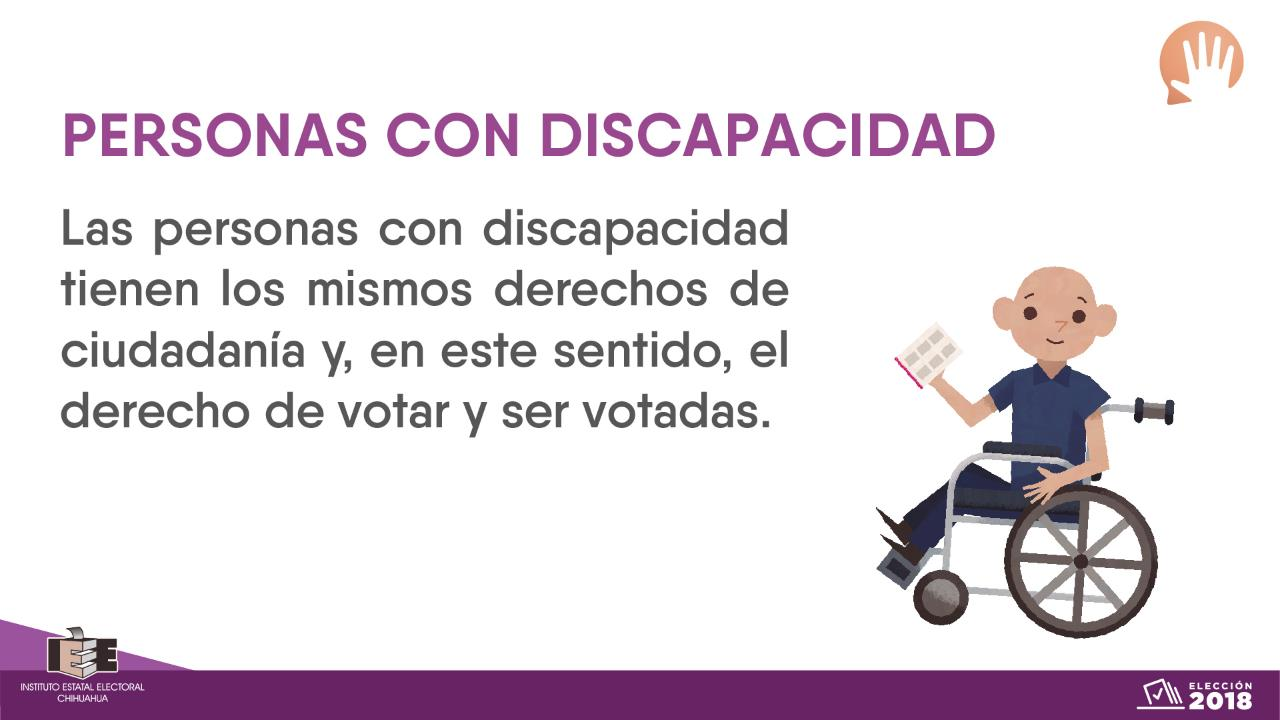 PERSONAS CON DISCAPACIDAD
Las personas con discapacidad
tienen los mismos derechos de
ciudadanía y, en este sentido, el
derecho de votar y ser votadas.
IEE
INSTITUTO ESTATAL ELECTORAL
CHIHUAHUA
ELECCIÓN
2018